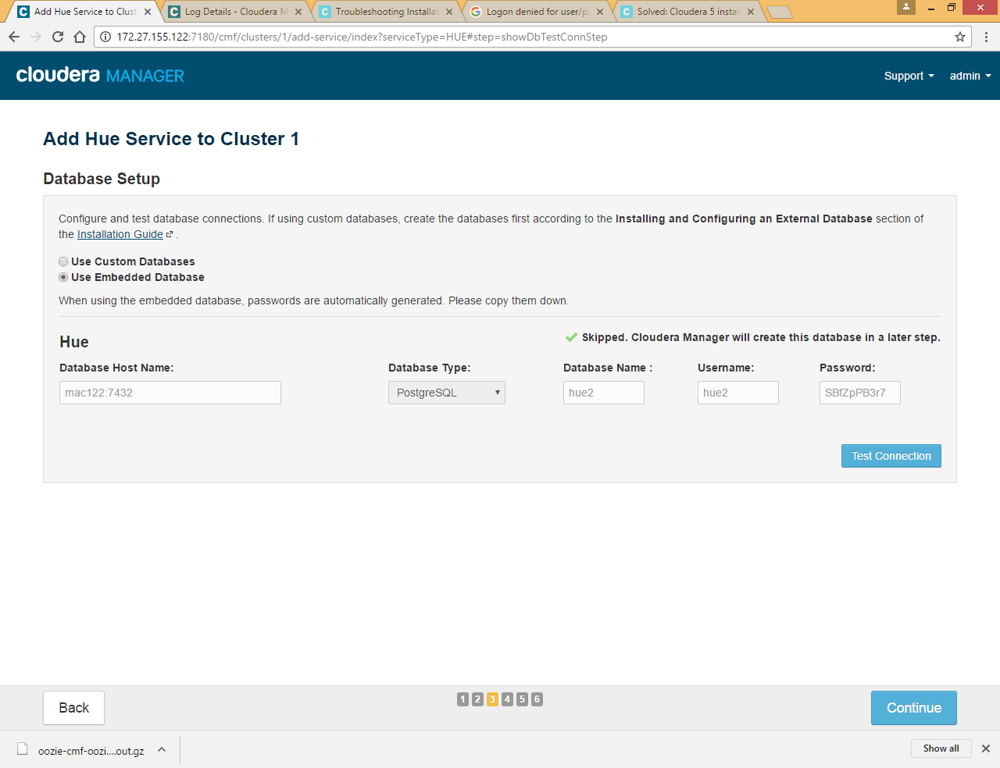 Add Hue Service to Clust
Log Details - Cloudera M
Troubleshooting Installat
Logon denied for user/pa
Solved: Cloudera 5 install
172.27.155.122:7180/cmf/clusters/1/add-service/index?serviceType=HUE#step=showDbTestConnStep
cloudera MANAGER
Support
admin
Add Hue Service to Cluster 1
Database Setup
Configure and test database connections. If using custom databases, create the databases first according to the Installing and Configuring an External Database section of
the Installation Guide .
Use Custom Databases
Use Embedded Database
When using the embedded database, passwords are automatically generated. Please copy them down.
Hue
Skipped. Cloudera Manager will create this database in a later step.
Database Host Name:
Database Type:
Database Name :
Username:
Password:
mac122:7432
PostgreSQL
hue2
hue2
SBfZpPB3r7
Test Connection
Back
1 2 3 4 5 6
Continue
oozie-cmf-oozi....out.gz
Show all